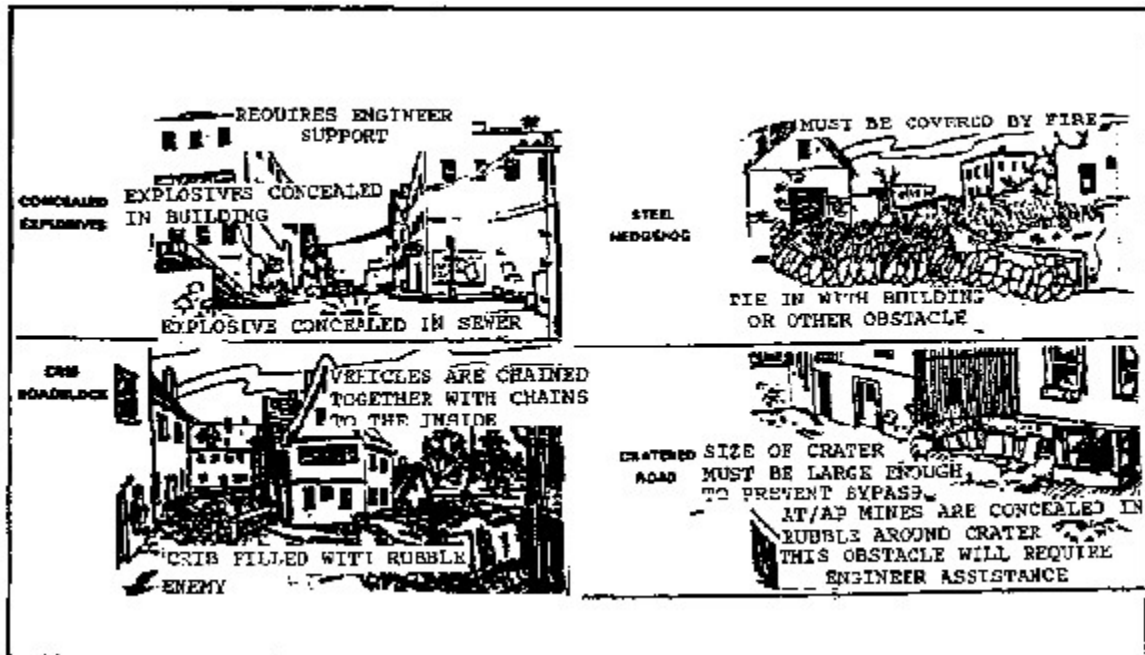 REQUIRES ENGINEER
SUPPORT
CONCEALED
EXPLOSIVES
EXPLOSIVES CONCEALED
IN BUILDING
EXPLOSIVE CONCEALED IN SEWER
MUST BE COVERED BY FIRE
STEEL
HEDGEHOG
TIE IN WITH BUILDING
OR OTHER OBSTACLE
CRIB
ROADBLOCK
VEHICLES ARE CHAINED
TOGETHER WITH CHAINS
TO THE INSIDE
CRIB FILLED WITH RUBBLE
ENEMY
CRATERED
ROAD
SIZE OF CRATER
MUST BE LARGE ENOUGH
TO PREVENT BYPASS
AT/AP MINES ARE CONCEALED IN
RUBBLE AROUND CRATER
THIS OBSTACLE WILL REQUIRE
ENGINEER ASSISTANCE